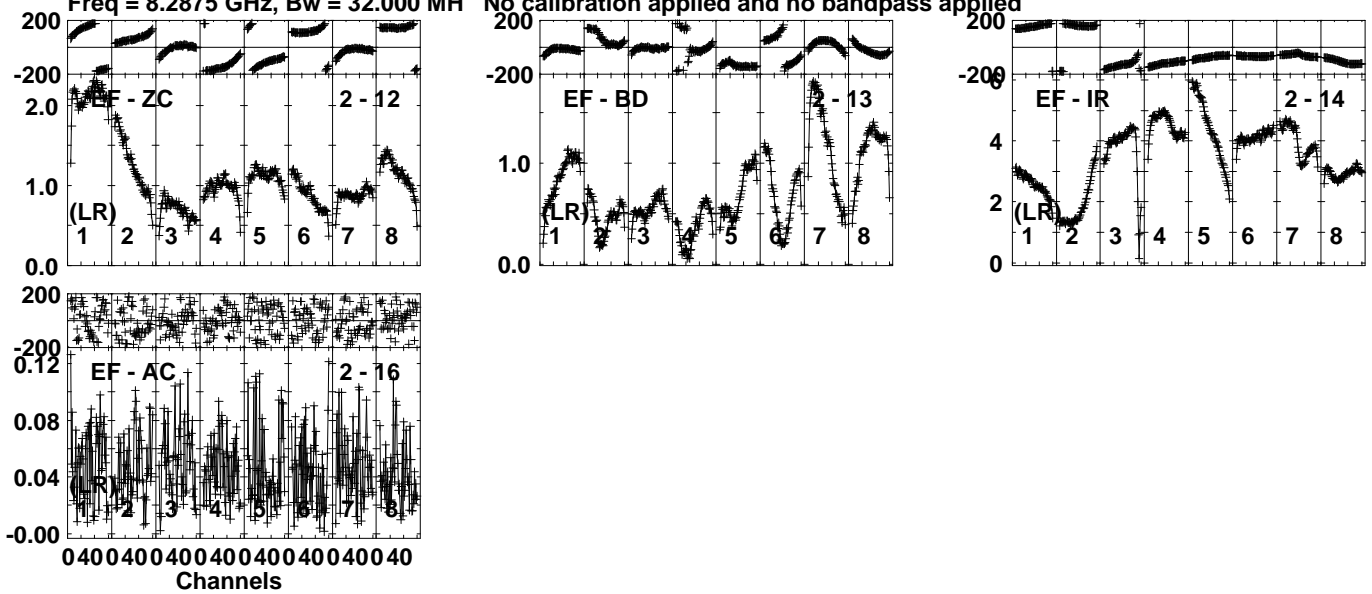 Freq = 8.2875 GHz, Bw = 32.000 MH No calibration applied and no bandpass applied
200
-200
EF - ZC 2 - 12
2.0
1.0
0.0
(LR)
1 2 3 4 5 6 7 8
200
-200
EF - BD 2 - 13
1.0
0.0
(LR)
1 2 3 4 5 6 7 8
200
-200
EF - IR 2 - 14
6
4
2
0
(LR)
1 2 3 4 5 6 7 8
200
-200
EF - AC 2 - 16
0.12
0.08
0.04
-0.00
(LR)
1 2 3 4 5 6 7 8
0 40 0 40 0 40 0 40 0 40 0 40 0 40 0 40
Channels